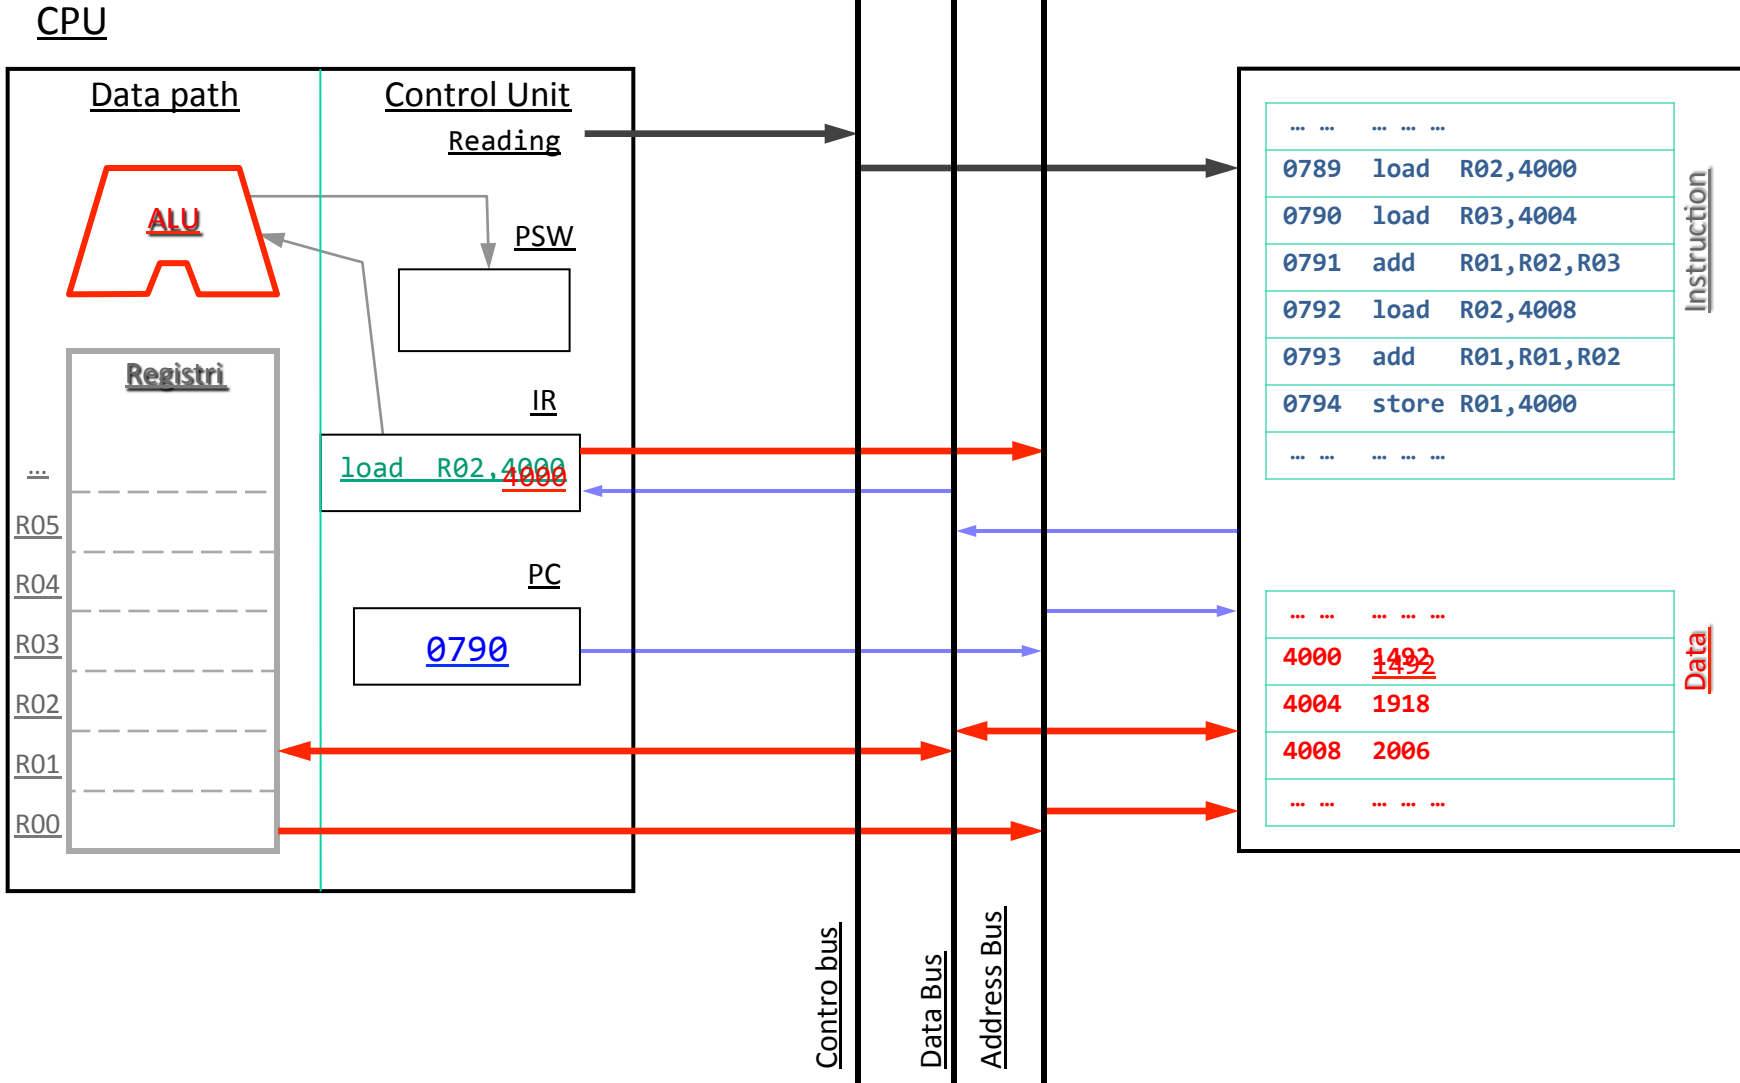 CPU
Data path
Control Unit
Reading
ALU
PSW
Registri
IR
load R02,4000
4000
PC
0790
…
R05
R04
R03
R02
R01
R00
… … … … …
0789 load R02,4000
0790 load R03,4004
0791 add R01,R02,R03
0792 load R02,4008
0793 add R01,R01,R02
0794 store R01,4000
… … … … …
Instruction
… … … … …
4000 1492
1492
4004 1918
4008 2006
… … … … …
Data
Contro bus
Data Bus
Address Bus